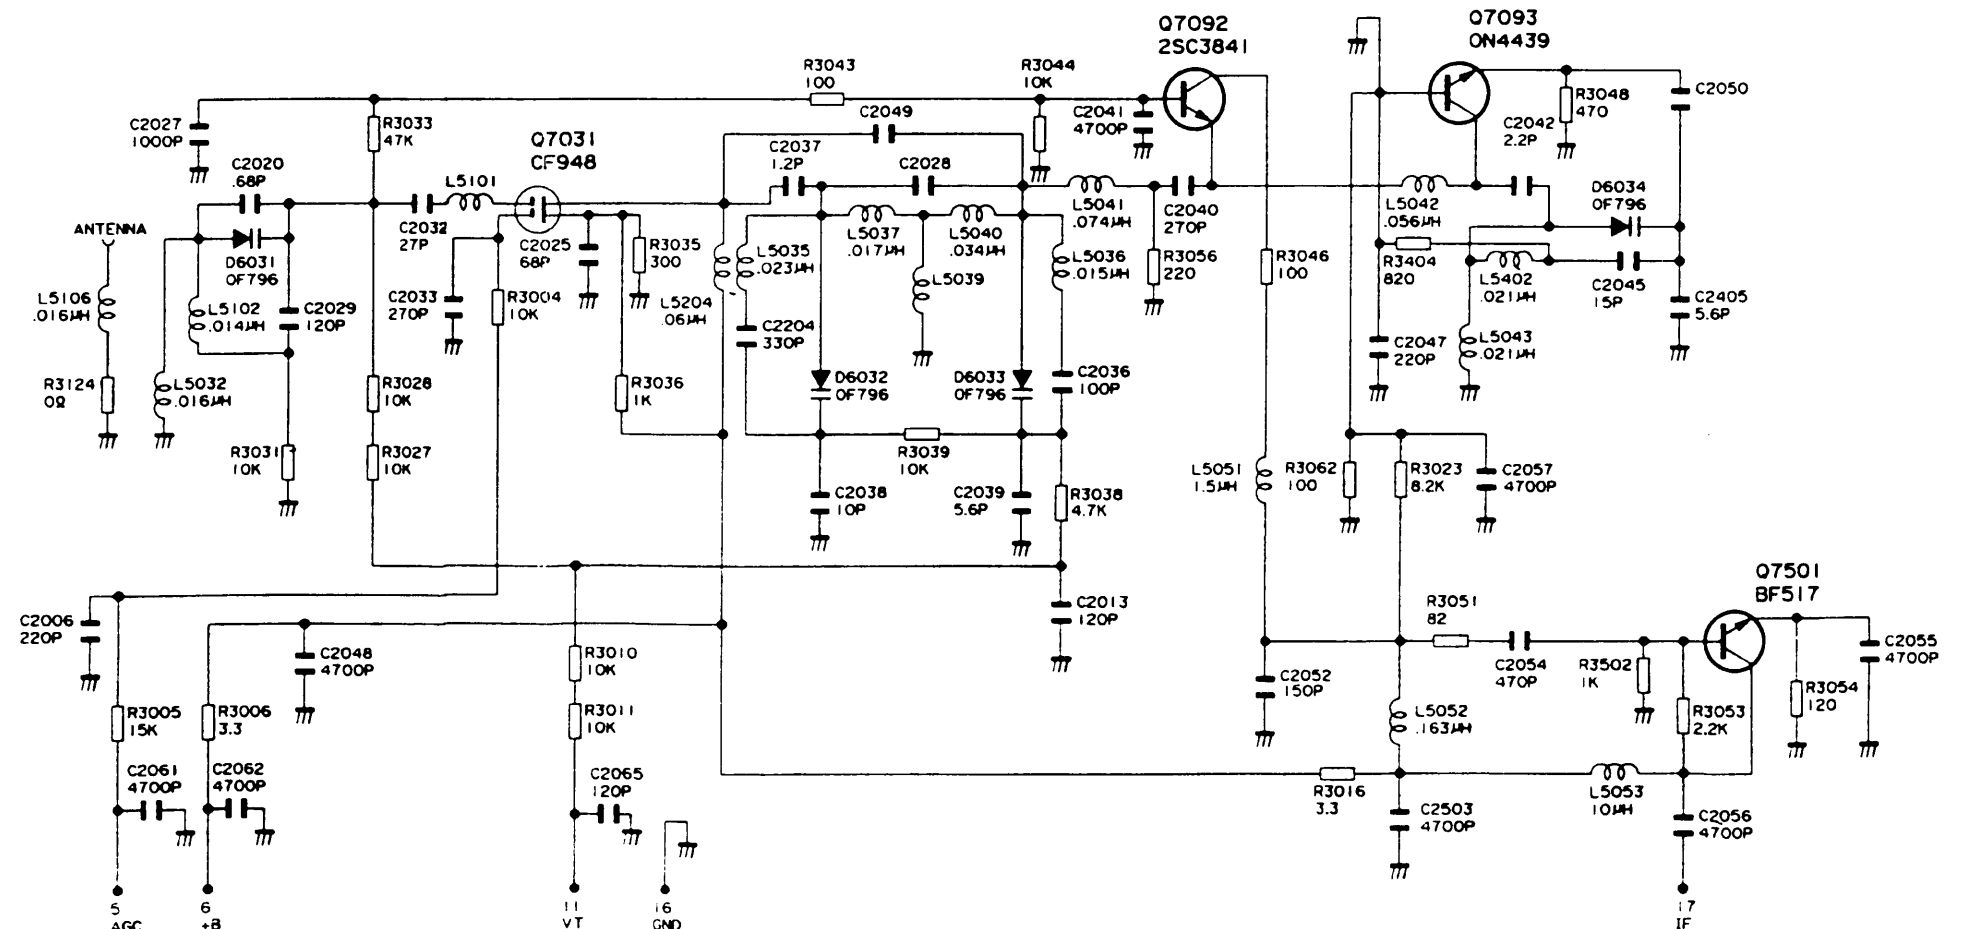 Q7092
2SC3841
Q7093
ON4439
R3043
100
R3044
10K
C2027
1000P
R3033
47K
Q7031
CF948
C2049
C2041
4700P
C2042
2.2P
R3048
470
C2050
C2020
.68P
L5101
C2037
1.2P
C2028
D6034
OF796
ANTENNA
C2032
27P
D6031
OF796
C2025
68P
R3035
300
L5035
.023µH
L5037
.017µH
L5040
.034µH
L5041
.074µH
C2040
270P
L5036
.015µH
R3056
220
R3046
100
L5042
.056µH
R3404
820
L5402
.021µH
C2045
15P
C2405
5.6P
L5106
.016µH
L5102
.014µH
C2029
120P
C2033
270P
R3004
10K
L5204
.06µH
C2204
330P
L5039
C2047
220P
L5043
.021µH
R3124
0Ω
L5032
.016µH
R3028
10K
R3036
1K
D6032
OF796
D6033
OF796
C2036
100P
R3031
10K
R3027
10K
R3039
10K
L5051
1.5µH
R3062
100
R3023
8.2K
C2057
4700P
C2038
10P
C2039
5.6P
R3038
4.7K
Q7501
BF517
C2006
220P
C2013
120P
R3051
82
C2048
4700P
R3010
10K
C2052
150P
C2054
470P
R3502
1K
C2055
4700P
R3054
120
R3005
15K
R3006
3.3
R3011
10K
L5052
.163µH
R3053
2.2K
C2061
4700P
C2062
4700P
C2065
120P
R3016
3.3
C2503
4700P
L5053
10µH
C2056
4700P
5
AGC
6
+B
11
VT
16
GND
17
IF